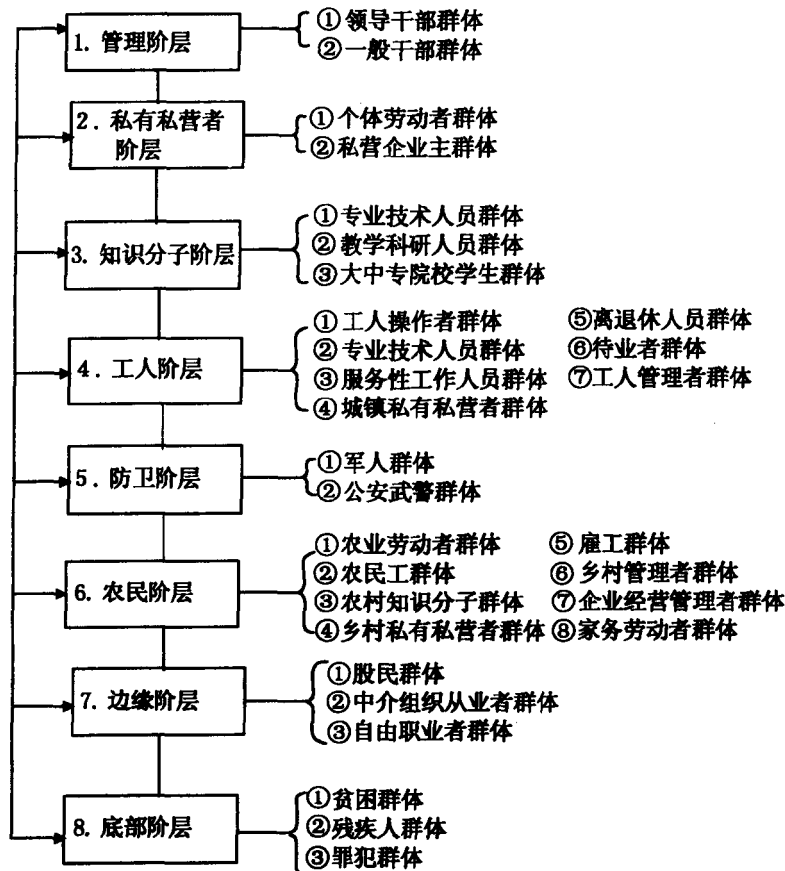 1. 管理阶层
①领导干部群体
②一般干部群体
2. 私有私营者
阶层
①个体劳动者群体
②私营企业主群体
3. 知识分子阶层
①专业技术人员群体
②教学科研人员群体
③大中专院校学生群体
4. 工人阶层
①工人操作者群体
②专业技术人员群体
③服务性工作人员群体
④城镇私有私营者群体
⑤离退休人员群体
⑥待业者群体
⑦工人管理者群体
5. 防卫阶层
①军人群体
②公安武警群体
6. 农民阶层
①农业劳动者群体
②农民工群体
③农村知识分子群体
④乡村私有私营者群体
⑤雇工群体
⑥乡村管理者群体
⑦企业经营管理者群体
⑧家务劳动者群体
7. 边缘阶层
①股民群体
②中介组织从业者群体
③自由职业者群体
8. 底部阶层
①贫困群体
②残疾人群体
③罪犯群体